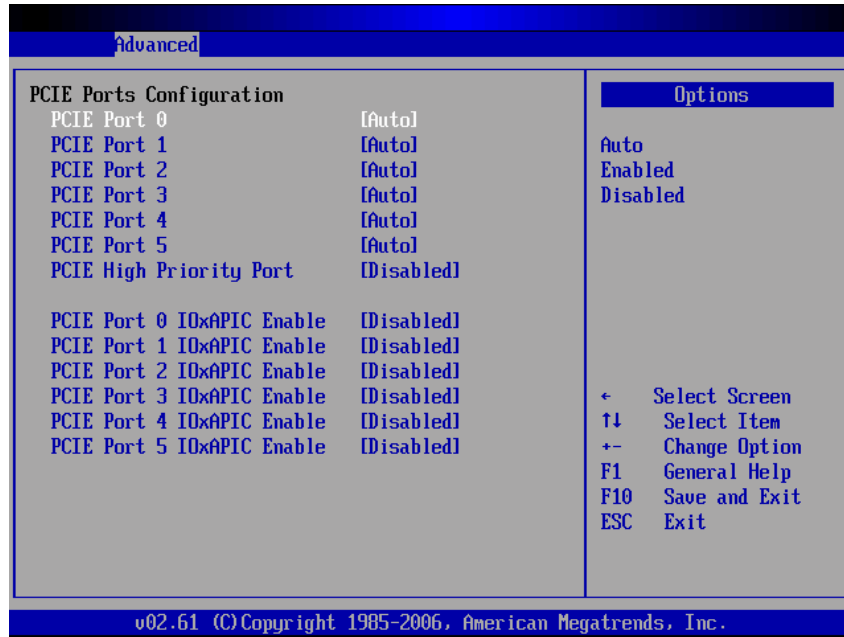 Advanced
PCIE Ports Configuration
PCIE Port 0 [Auto]
PCIE Port 1 [Auto]
PCIE Port 2 [Auto]
PCIE Port 3 [Auto]
PCIE Port 4 [Auto]
PCIE Port 5 [Auto]
PCIE High Priority Port [Disabled]
PCIE Port 0 IOxAPIC Enable [Disabled]
PCIE Port 1 IOxAPIC Enable [Disabled]
PCIE Port 2 IOxAPIC Enable [Disabled]
PCIE Port 3 IOxAPIC Enable [Disabled]
PCIE Port 4 IOxAPIC Enable [Disabled]
PCIE Port 5 IOxAPIC Enable [Disabled]
Options
Auto
Enabled
Disabled
← Select Screen
↑↓ Select Item
+- Change Option
F1 General Help
F10 Save and Exit
ESC Exit
v02.61 (C)Copyright 1985-2006, American Megatrends, Inc.